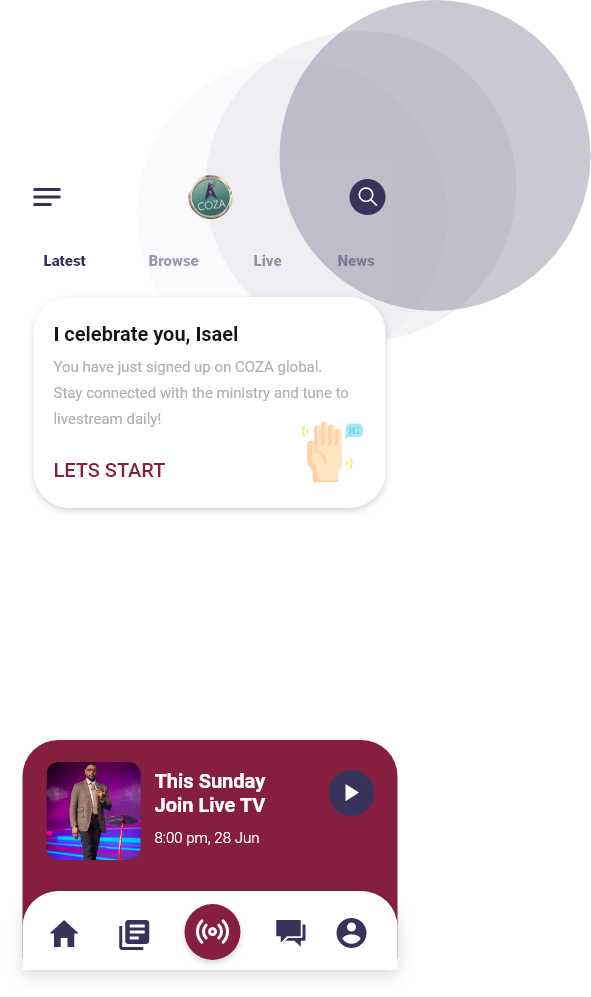 COZA
Latest Browse Live News
I celebrate you, Isael
You have just signed up on COZA global.
Stay connected with the ministry and tune to
livestream daily!
Hi
LETS START
This Sunday
Join Live TV
8:00 pm, 28 Jun